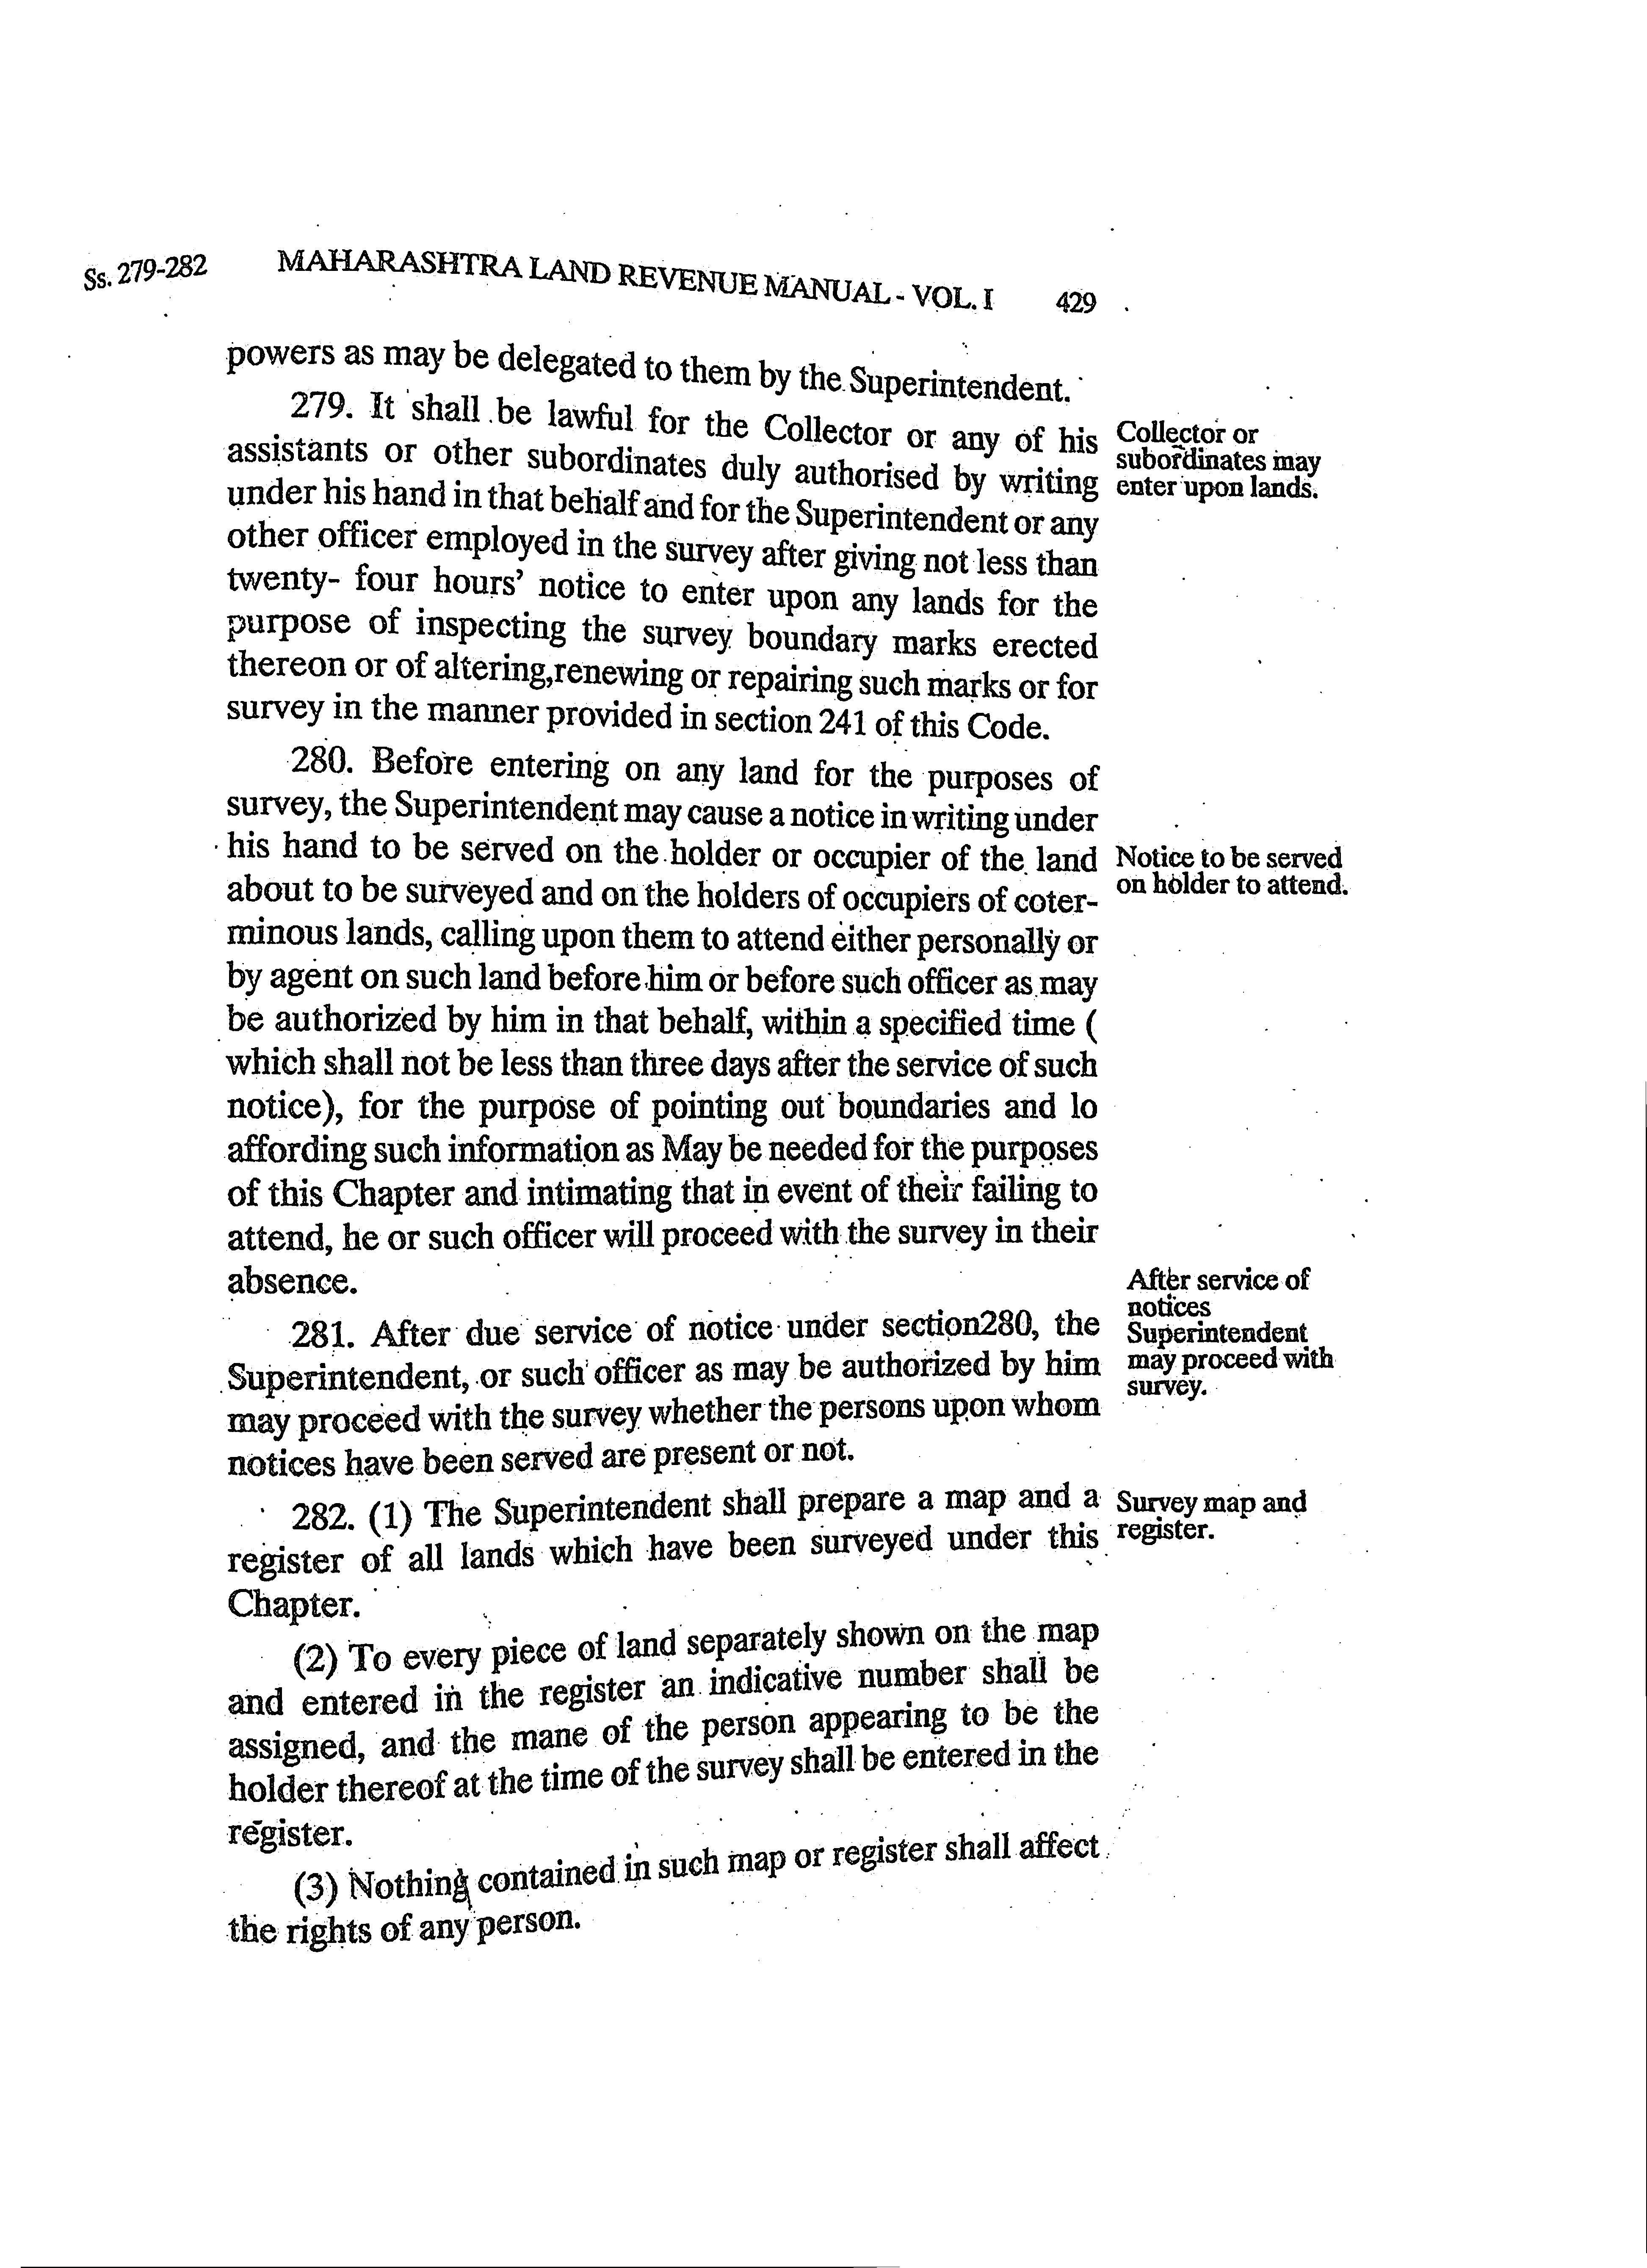 Ss. 279-282 MAHARASHTRA LAND REVENUE MANUAL - VOL. I 429
powers as may be delegated to them by the Superintendent.
279. It shall be lawful for the Collector or any of his
assistants or other subordinates duly authorised by writing
under his hand in that behalf and for the Superintendent or any
other officer employed in the survey after giving not less than
twenty- four hours' notice to enter upon any lands for the
purpose of inspecting the survey boundary marks erected
thereon or of altering,renewing or repairing such marks or for
survey in the manner provided in section 241 of this Code.
Collector or
subordinates may
enter upon lands.
280. Before entering on any land for the purposes of
survey, the Superintendent may cause a notice in writing under
his hand to be served on the holder or occupier of the land
about to be surveyed and on the holders of occupiers of coter-
minous lands, calling upon them to attend either personally or
by agent on such land before him or before such officer as may
be authorized by him in that behalf, within a specified time (
which shall not be less than three days after the service of such
notice), for the purpose of pointing out boundaries and lo
affording such information as May be needed for the purposes
of this Chapter and intimating that in event of their failing to
attend, he or such officer will proceed with the survey in their
absence.
Notice to be served
on holder to attend.
281. After due service of notice under section280, the
Superintendent, or such officer as may be authorized by him
may proceed with the survey whether the persons upon whom
notices have been served are present or not.
After service of
notices
Superintendent
may proceed with
survey.
282. (1) The Superintendent shall prepare a map and a
register of all lands which have been surveyed under this
Chapter.
Survey map and
register.
(2) To every piece of land separately shown on the map
and entered in the register an indicative number shall be
assigned, and the mane of the person appearing to be the
holder thereof at the time of the survey shall be entered in the
register.
(3) Nothing contained in such map or register shall affect
the rights of any person.